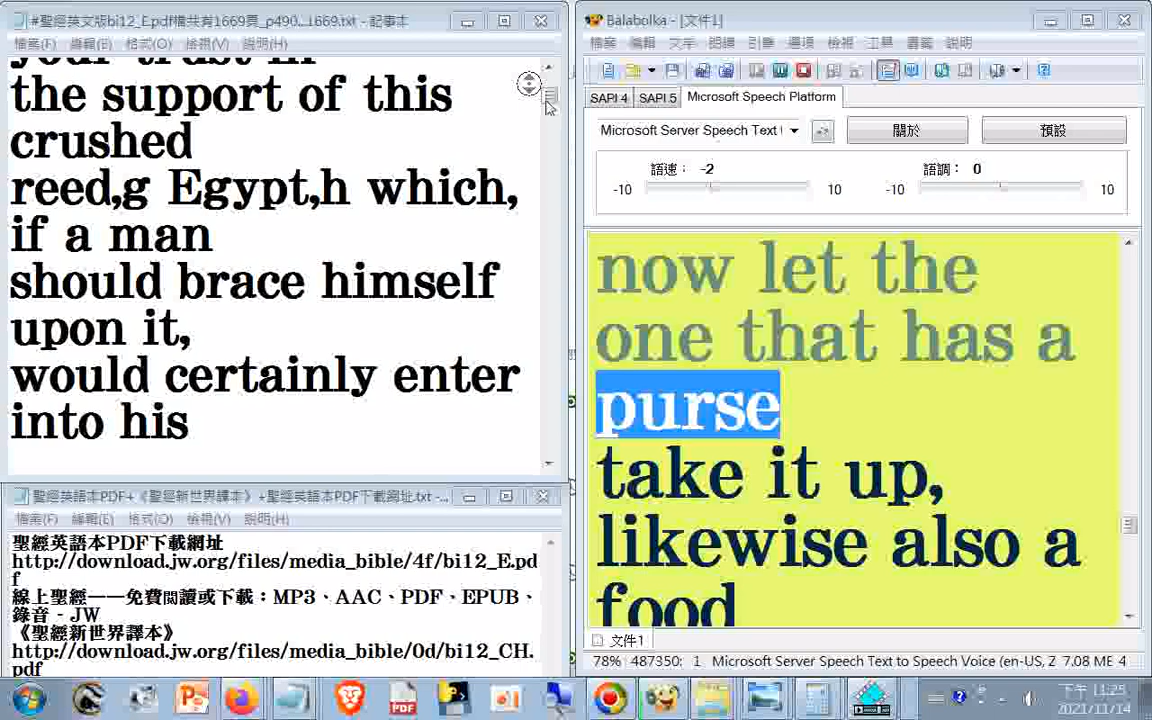 #聖經英文版bi12_E.pdf檔共有1669頁_p490...1669.txt - 記事本
檔案(F) 編輯(E) 格式(O) 檢視(V) 說明(H)
your trust in
the support of this
crushed
reed,g Egypt,h which,
if a man
should brace himself
upon it,
would certainly enter
into his
聖經英語本PDF+《聖經新世界譯本》+聖經英語本PDF下載網址.txt -...
檔案(F) 編輯(E) 格式(O) 檢視(V) 說明(H)
聖經英語本PDF下載網址
http://download.jw.org/files/media_bible/4f/bi12_E.pd
f
線上聖經——免費閱讀或下載：MP3、AAC、PDF、EPUB、
錄音 - JW
《聖經新世界譯本》
http://download.jw.org/files/media_bible/0d/bi12_CH.
pdf
Balabolka - [文件1]
檔案 編輯 文字 朗讀 引擎 選項 檢視 工具 書籤 說明
SAPI 4 SAPI 5 Microsoft Speech Platform
Microsoft Server Speech Text 關於 預設
語速： -2 語調： 0
-10 10 -10 10
now let the
one that has a
purse
take it up,
likewise also a
food
文件1
78% 487350: 1 Microsoft Server Speech Text to Speech Voice (en-US, Z 7.08 ME 4
PDF
下午 11:25
2021/11/14